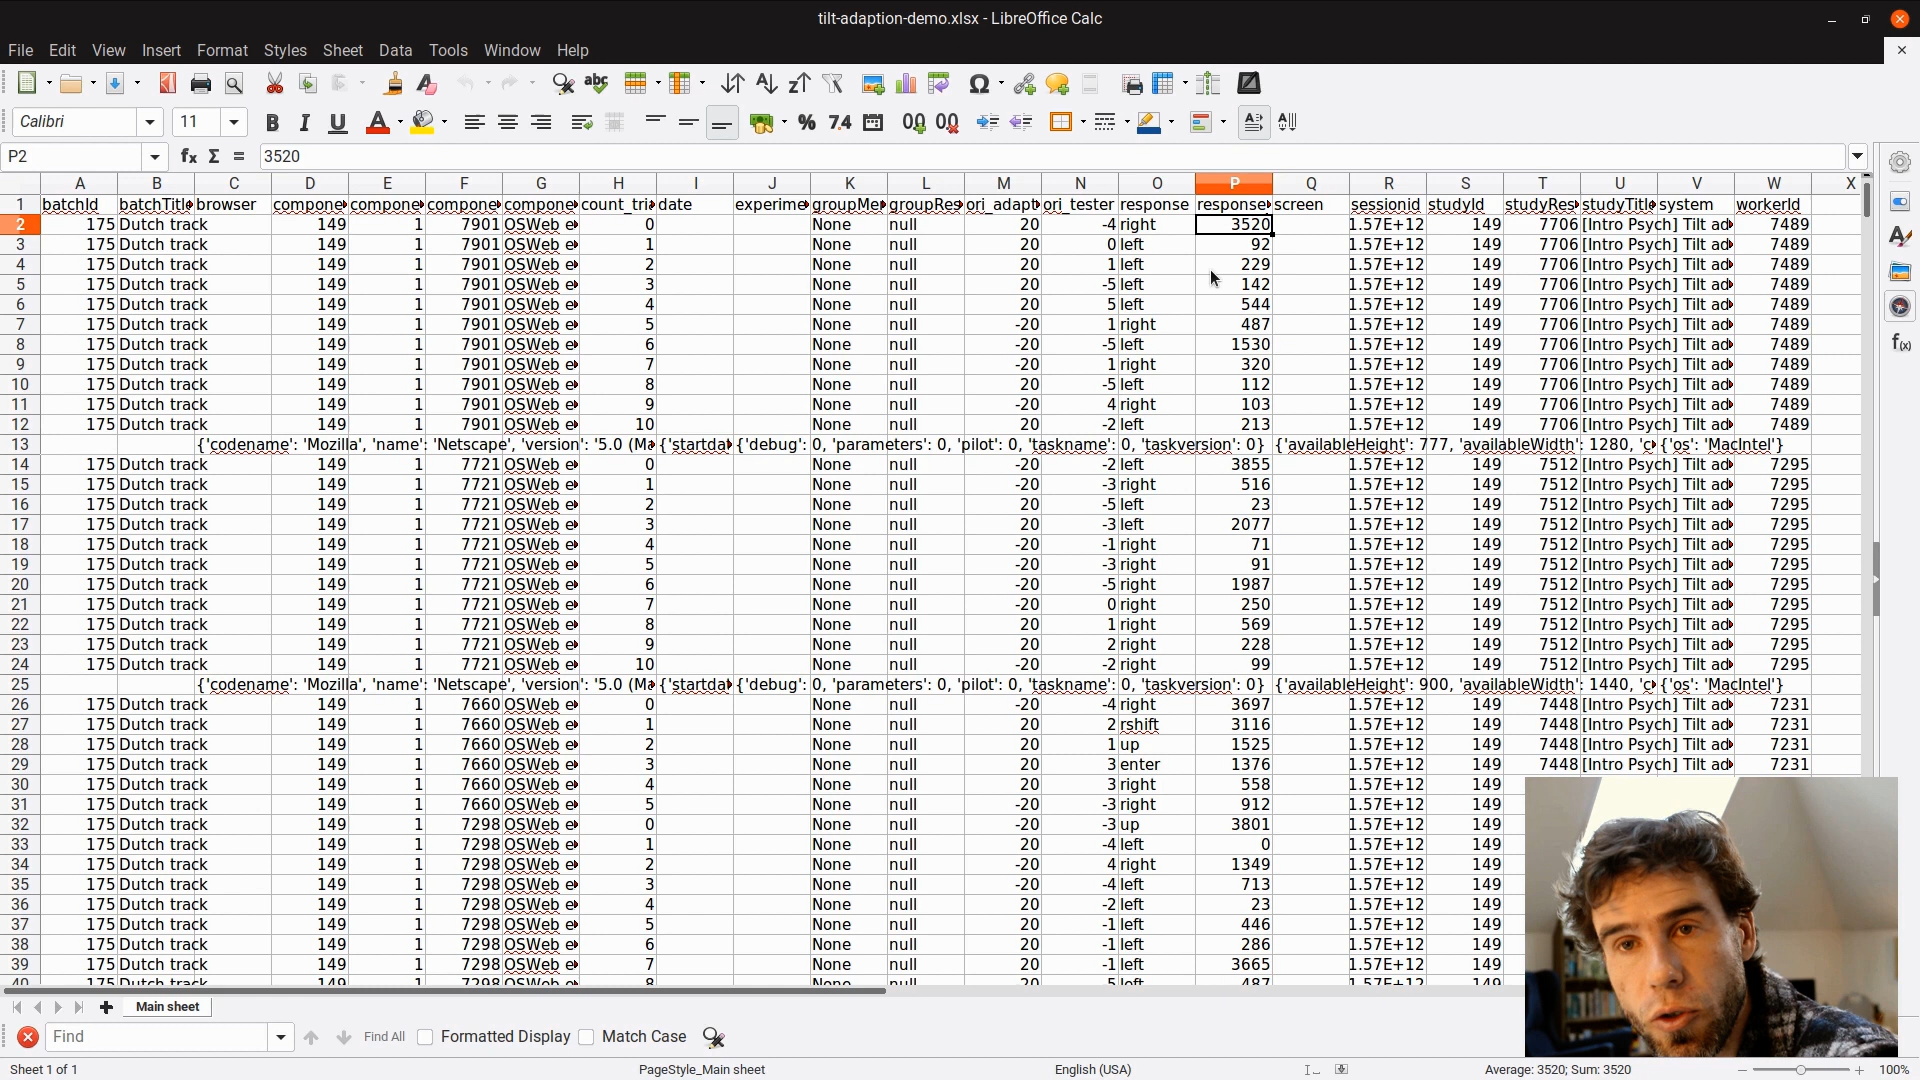 tilt-adaption-demo.xlsx - LibreOffice Calc
File Edit View Insert Format Styles Sheet Data Tools Window Help
Calibri 11
P2 3520
A B C D E F G H I J K L M N O P Q R S T U V W X
1 batchId batchTitle browser compone compone compone compone count_tria date experime groupMem groupRes ori_adapt ori_tester response response screen sessionid studyId studyRes studyTitle system workerId
2 175 Dutch track 149 1 7901 OSWeb e 0 None null 20 -4 right 3520 1.57E+12 149 7706 [Intro Psych] Tilt ad 7489
3 175 Dutch track 149 1 7901 OSWeb e 1 None null 20 0 left 92 1.57E+12 149 7706 [Intro Psych] Tilt ad 7489
4 175 Dutch track 149 1 7901 OSWeb e 2 None null 20 1 left 229 1.57E+12 149 7706 [Intro Psych] Tilt ad 7489
5 175 Dutch track 149 1 7901 OSWeb e 3 None null 20 -5 left 142 1.57E+12 149 7706 [Intro Psych] Tilt ad 7489
6 175 Dutch track 149 1 7901 OSWeb e 4 None null 20 5 left 544 1.57E+12 149 7706 [Intro Psych] Tilt ad 7489
7 175 Dutch track 149 1 7901 OSWeb e 5 None null -20 1 right 487 1.57E+12 149 7706 [Intro Psych] Tilt ad 7489
8 175 Dutch track 149 1 7901 OSWeb e 6 None null 20 -5 left 1530 1.57E+12 149 7706 [Intro Psych] Tilt ad 7489
9 175 Dutch track 149 1 7901 OSWeb e 7 None null -20 1 right 320 1.57E+12 149 7706 [Intro Psych] Tilt ad 7489
10 175 Dutch track 149 1 7901 OSWeb e 8 None null 20 -5 left 112 1.57E+12 149 7706 [Intro Psych] Tilt ad 7489
11 175 Dutch track 149 1 7901 OSWeb e 9 None null -20 4 right 103 1.57E+12 149 7706 [Intro Psych] Tilt ad 7489
12 175 Dutch track 149 1 7901 OSWeb e 10 None null 20 -2 left 213 1.57E+12 149 7706 [Intro Psych] Tilt ad 7489
13 {'codename': 'Mozilla', 'name': 'Netscape', 'version': '5.0 (Ma {'startda {'debug': 0, 'parameters': 0, 'pilot': 0, 'taskname': 0, 'taskversion': 0} {'availableHeight': 777, 'availableWidth': 1280, 'c {'os': 'MacIntel'}
14 175 Dutch track 149 1 7721 OSWeb e 0 None null -20 -2 left 3855 1.57E+12 149 7512 [Intro Psych] Tilt ad 7295
15 175 Dutch track 149 1 7721 OSWeb e 1 None null -20 -3 right 516 1.57E+12 149 7512 [Intro Psych] Tilt ad 7295
16 175 Dutch track 149 1 7721 OSWeb e 2 None null 20 -5 left 23 1.57E+12 149 7512 [Intro Psych] Tilt ad 7295
17 175 Dutch track 149 1 7721 OSWeb e 3 None null 20 -3 left 2077 1.57E+12 149 7512 [Intro Psych] Tilt ad 7295
18 175 Dutch track 149 1 7721 OSWeb e 4 None null -20 -1 right 71 1.57E+12 149 7512 [Intro Psych] Tilt ad 7295
19 175 Dutch track 149 1 7721 OSWeb e 5 None null -20 -3 right 91 1.57E+12 149 7512 [Intro Psych] Tilt ad 7295
20 175 Dutch track 149 1 7721 OSWeb e 6 None null -20 -5 right 1987 1.57E+12 149 7512 [Intro Psych] Tilt ad 7295
21 175 Dutch track 149 1 7721 OSWeb e 7 None null -20 0 right 250 1.57E+12 149 7512 [Intro Psych] Tilt ad 7295
22 175 Dutch track 149 1 7721 OSWeb e 8 None null 20 1 right 569 1.57E+12 149 7512 [Intro Psych] Tilt ad 7295
23 175 Dutch track 149 1 7721 OSWeb e 9 None null 20 2 right 228 1.57E+12 149 7512 [Intro Psych] Tilt ad 7295
24 175 Dutch track 149 1 7721 OSWeb e 10 None null -20 -2 right 99 1.57E+12 149 7512 [Intro Psych] Tilt ad 7295
25 {'codename': 'Mozilla', 'name': 'Netscape', 'version': '5.0 (Ma {'startda {'debug': 0, 'parameters': 0, 'pilot': 0, 'taskname': 0, 'taskversion': 0} {'availableHeight': 900, 'availableWidth': 1440, 'c {'os': 'MacIntel'}
26 175 Dutch track 149 1 7660 OSWeb e 0 None null -20 -4 right 3697 1.57E+12 149 7448 [Intro Psych] Tilt ad 7231
27 175 Dutch track 149 1 7660 OSWeb e 1 None null 20 2 rshift 3116 1.57E+12 149 7448 [Intro Psych] Tilt ad 7231
28 175 Dutch track 149 1 7660 OSWeb e 2 None null 20 1 up 1525 1.57E+12 149 7448 [Intro Psych] Tilt ad 7231
29 175 Dutch track 149 1 7660 OSWeb e 3 None null 20 3 enter 1376 1.57E+12 149 7448 [Intro Psych] Tilt ad 7231
30 175 Dutch track 149 1 7660 OSWeb e 4 None null 20 3 right 558 1.57E+12 149
31 175 Dutch track 149 1 7660 OSWeb e 5 None null -20 -3 right 912 1.57E+12 149
32 175 Dutch track 149 1 7298 OSWeb e 0 None null -20 -3 up 3801 1.57E+12 149
33 175 Dutch track 149 1 7298 OSWeb e 1 None null -20 -4 left 0 1.57E+12 149
34 175 Dutch track 149 1 7298 OSWeb e 2 None null -20 4 right 1349 1.57E+12 149
35 175 Dutch track 149 1 7298 OSWeb e 3 None null -20 -4 left 713 1.57E+12 149
36 175 Dutch track 149 1 7298 OSWeb e 4 None null 20 -2 left 23 1.57E+12 149
37 175 Dutch track 149 1 7298 OSWeb e 5 None null 20 -1 left 446 1.57E+12 149
38 175 Dutch track 149 1 7298 OSWeb e 6 None null 20 -1 left 286 1.57E+12 149
39 175 Dutch track 149 1 7298 OSWeb e 7 None null 20 -1 left 3665 1.57E+12 149
40 175 Dutch track 149 1 7298 OSWeb e 8 None null 20 5 left 487 1.57E+12 149
Main sheet
Find Find All Formatted Display Match Case
Sheet 1 of 1 PageStyle_Main sheet English (USA) Average: 3520; Sum: 3520 100%